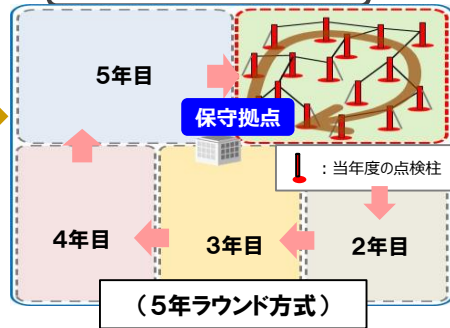 5年目
保守拠点
：当年度の点検柱
4年目
3年目
2年目
（5年ラウンド方式）